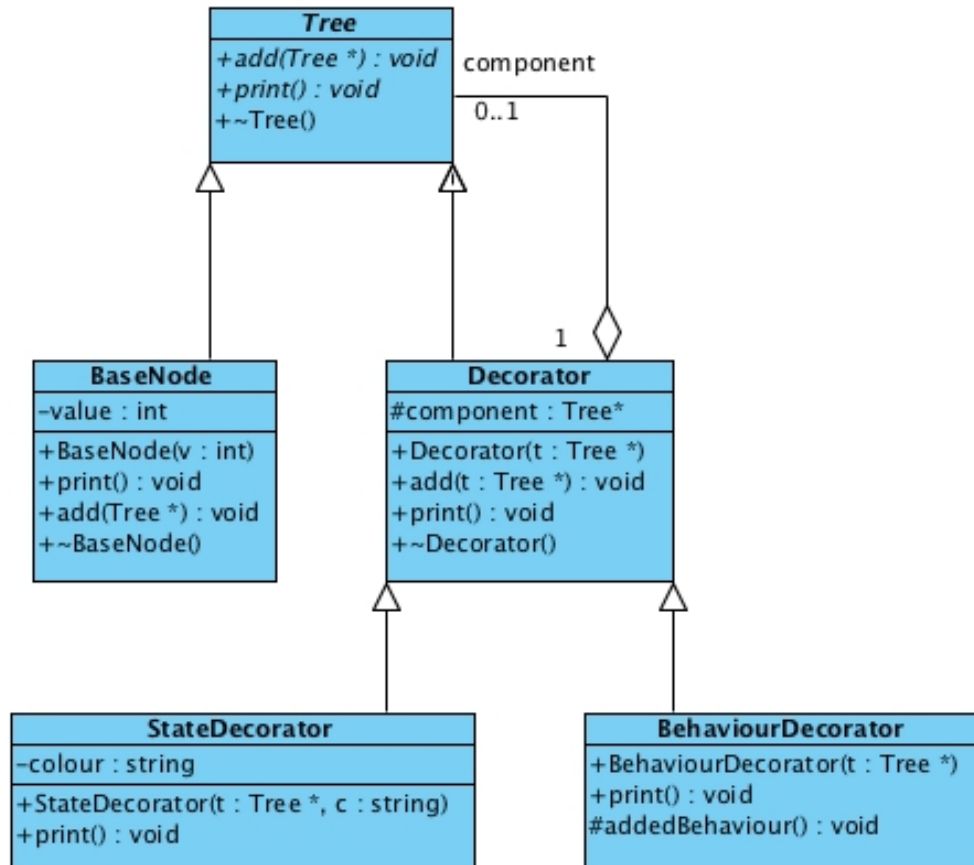 Tree
+add(Tree *) : void
+print() : void
+~Tree()
component
0..1
1
BaseNode
-value : int
+BaseNode(v : int)
+print() : void
+add(Tree *) : void
+~BaseNode()
Decorator
#component : Tree*
+Decorator(t : Tree *)
+add(t : Tree *) : void
+print() : void
+~Decorator()
StateDecorator
-colour : string
+StateDecorator(t : Tree *, c : string)
+print() : void
BehaviourDecorator
+BehaviourDecorator(t : Tree *)
+print() : void
#addedBehaviour() : void